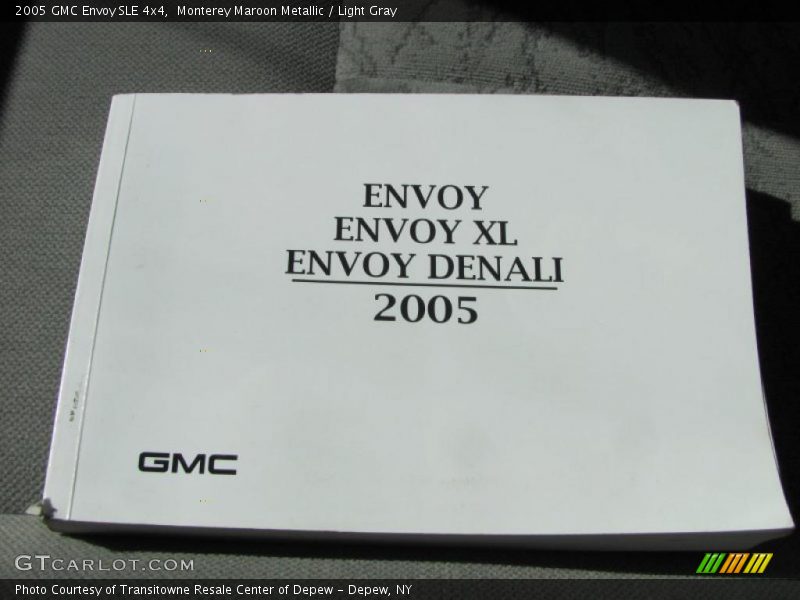 2005 GMC Envoy SLE 4x4,  Monterey Maroon Metallic / Light Gray
ENVOY
ENVOY XL
ENVOY DENALI
2005
GMC
GTCARLOT.COM
Photo Courtesy of Transitowne Resale Center of Depew – Depew, NY